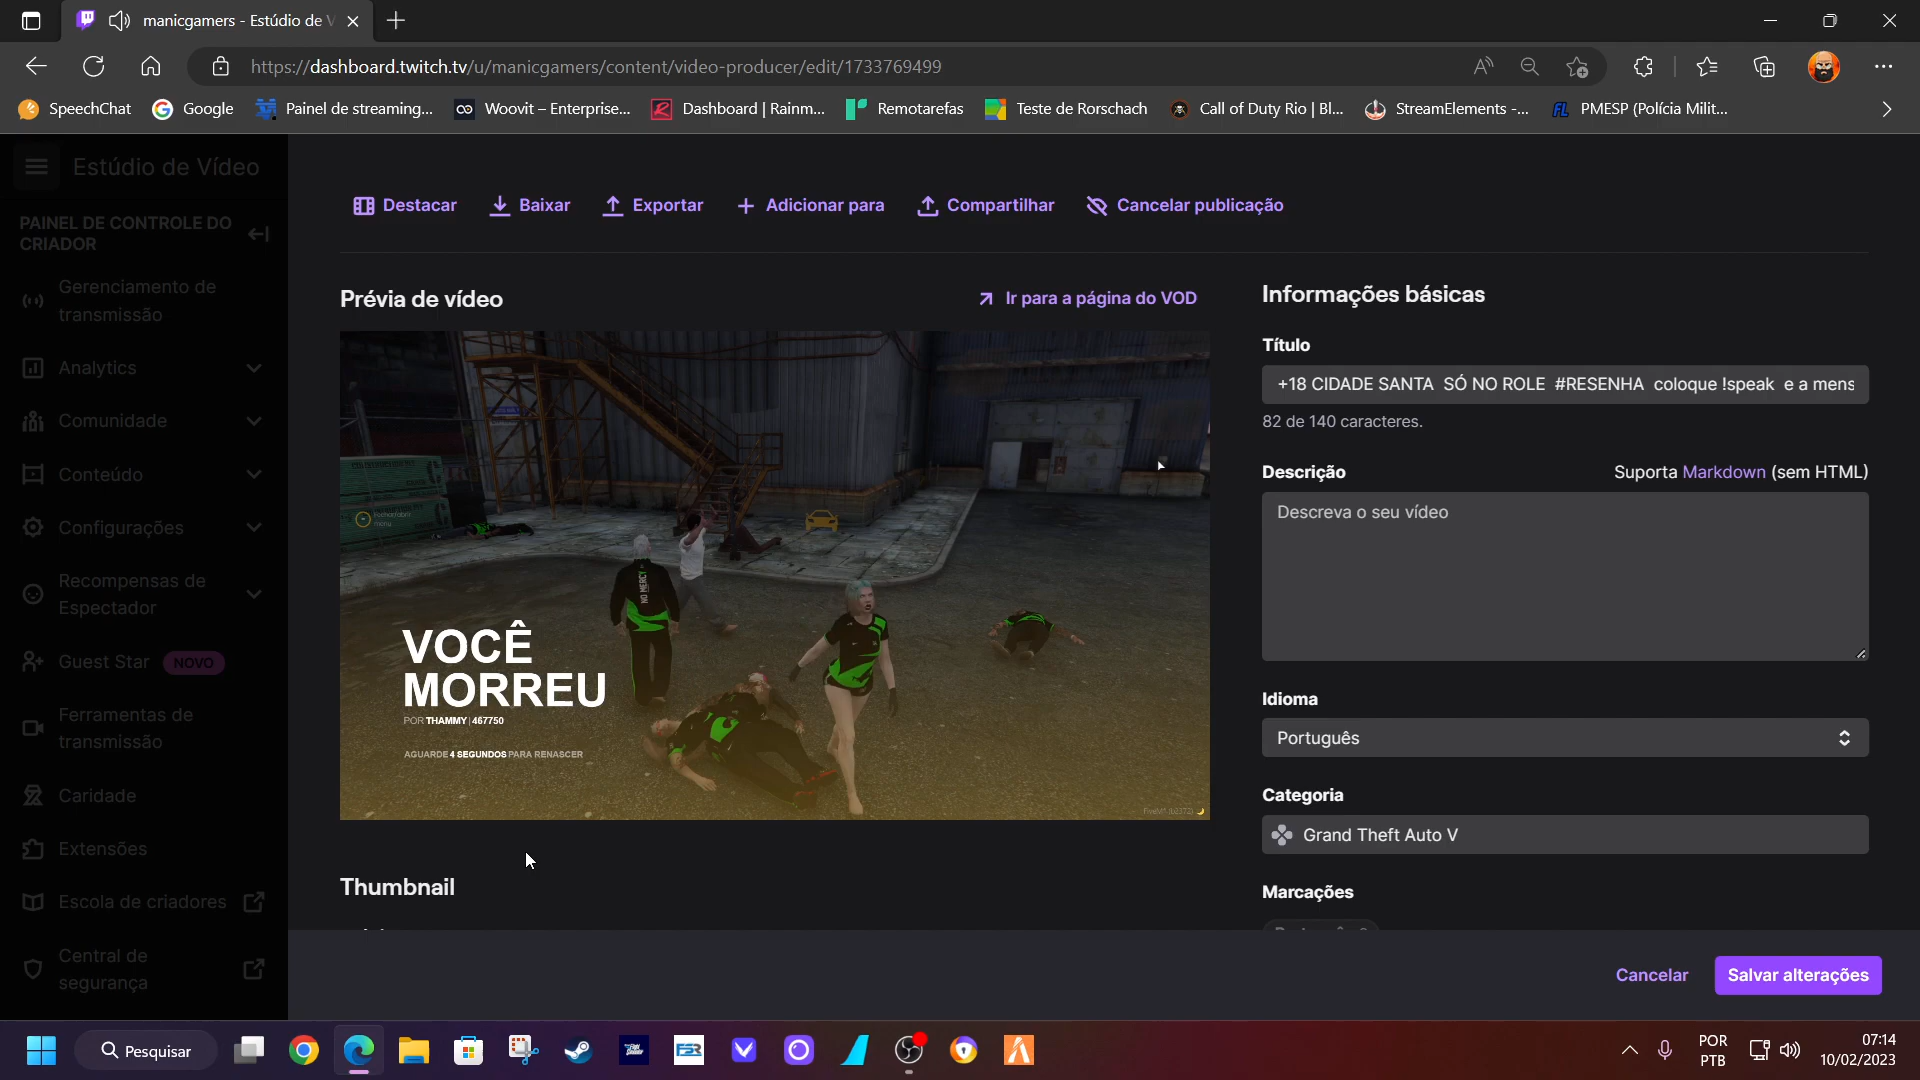 manicgamers - Estúdio de V
https://dashboard.twitch.tv/u/manicgamers/content/video-producer/edit/1733769499
SpeechChat
Google
Painel de streaming...
Woovit – Enterprise...
Dashboard | Rainm...
Remotarefas
Teste de Rorschach
Call of Duty Rio | Bl...
StreamElements -...
PMESP (Polícia Milit...
Estúdio de Vídeo
PAINEL DE CONTROLE DO
CRIADOR
Gerenciamento de
transmissão
Analytics
Comunidade
Conteúdo
Configurações
Recompensas de
Espectador
Guest Star NOVO
Ferramentas de
transmissão
Caridade
Extensões
Escola de criadores
Central de
segurança
Destacar
Baixar
Exportar
Adicionar para
Compartilhar
Cancelar publicação
Prévia de vídeo
Ir para a página do VOD
NO MERCY
VOCÊ
MORREU
POR THAMMY | 467750
AGUARDE 4 SEGUNDOS PARA RENASCER
Thumbnail
Informações básicas
Título
+18 CIDADE SANTA SÓ NO ROLE #RESENHA coloque !speak e a mens
82 de 140 caracteres.
Descrição
Suporta Markdown (sem HTML)
Descreva o seu vídeo
Idioma
Português
Categoria
Grand Theft Auto V
Marcações
Cancelar
Salvar alterações
Pesquisar
FSR
POR
PTB
07:14
10/02/2023